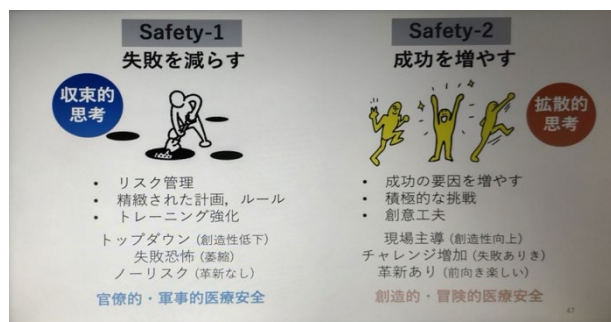 Safety-1
失敗を減らす
収束的
思考
• リスク管理
• 精緻された計画，ルール
• トレーニング強化
トップダウン (創造性低下)
失敗恐怖 (萎縮)
ノーリスク (革新なし)
官僚的・軍事的医療安全
Safety-2
成功を増やす
拡散的
思考
• 成功の要因を増やす
• 積極的な挑戦
• 創意工夫
現場主導 (創造性向上)
チャレンジ増加 (失敗ありき)
革新あり (前向き楽しい)
創造的・冒険的医療安全
47